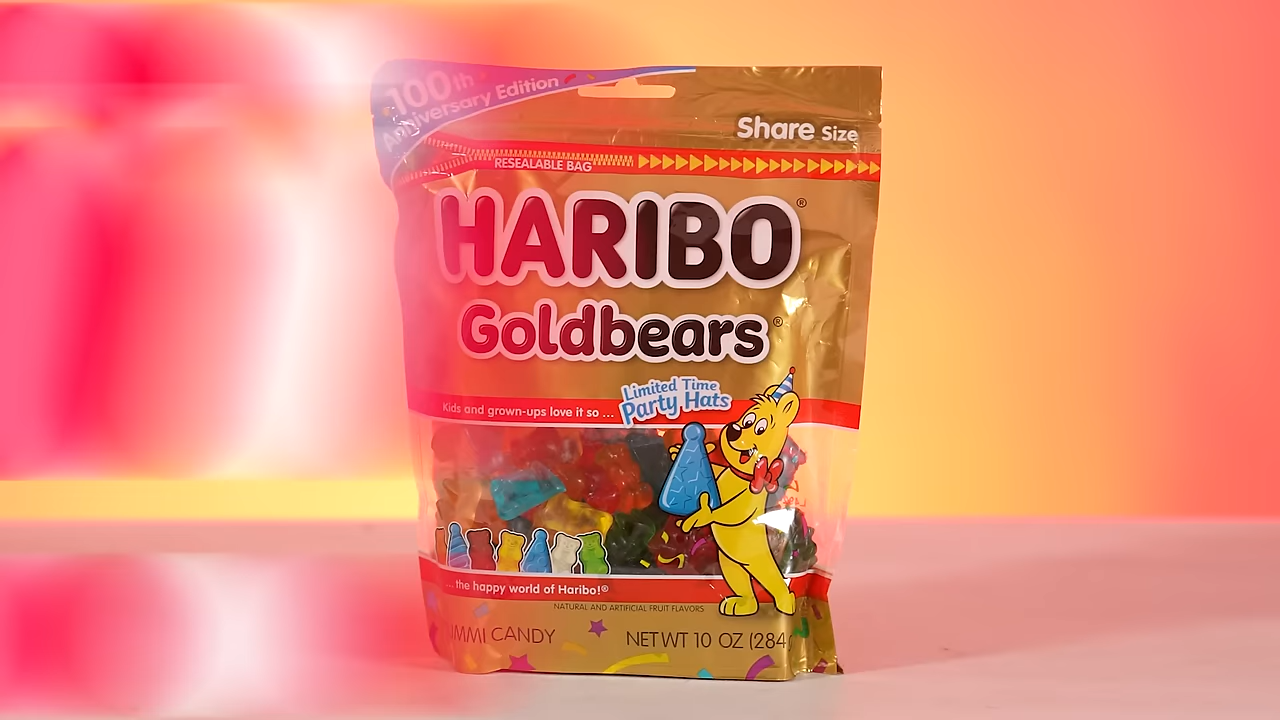 100th
Anniversary Edition
Share Size
RESEALABLE BAG
HARIBO®
Goldbears®
Limited Time
Party Hats
Kids and grown-ups love it so ...
... the happy world of Haribo!®
NATURAL AND ARTIFICIAL FRUIT FLAVORS
UMMI CANDY
NET WT 10 OZ (284